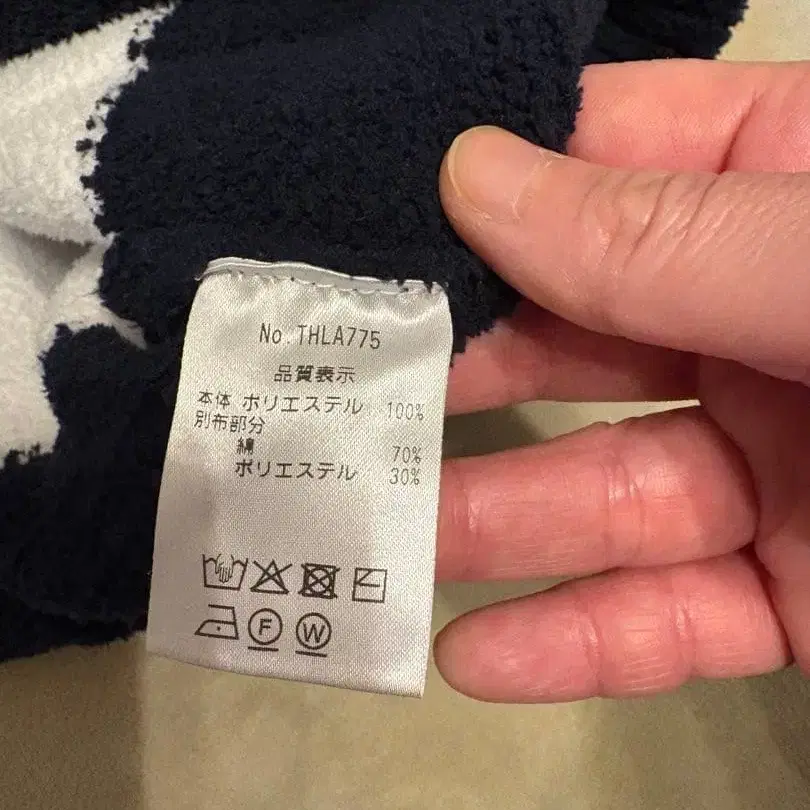 No.THLA775
品質表示
本体 ポリエステル 100%
別布部分
綿 70%
ポリエステル 30%
F W